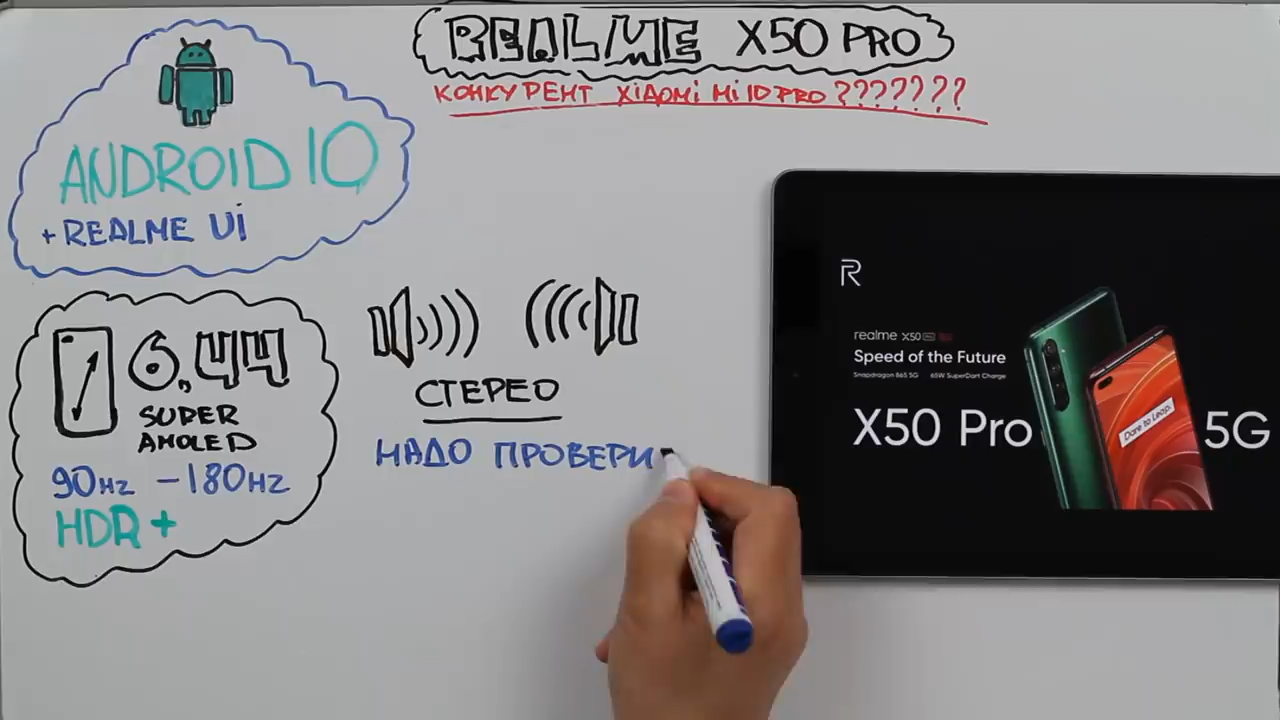 REALME X50 PRO
КОНКУРЕНТ XIAOMI Mi 10 PRO ???????
ANDROID 10
+ REALME Ui
6,44
SUPER
AMOLED
90HZ - 180HZ
HDR +
СТЕРЕО
НАДО ПРОВЕРИ
R
realme X50
Speed of the Future
Snapdragon 865 5G 65W SuperDart Charge
X50 Pro 5G
Dare to Leap.